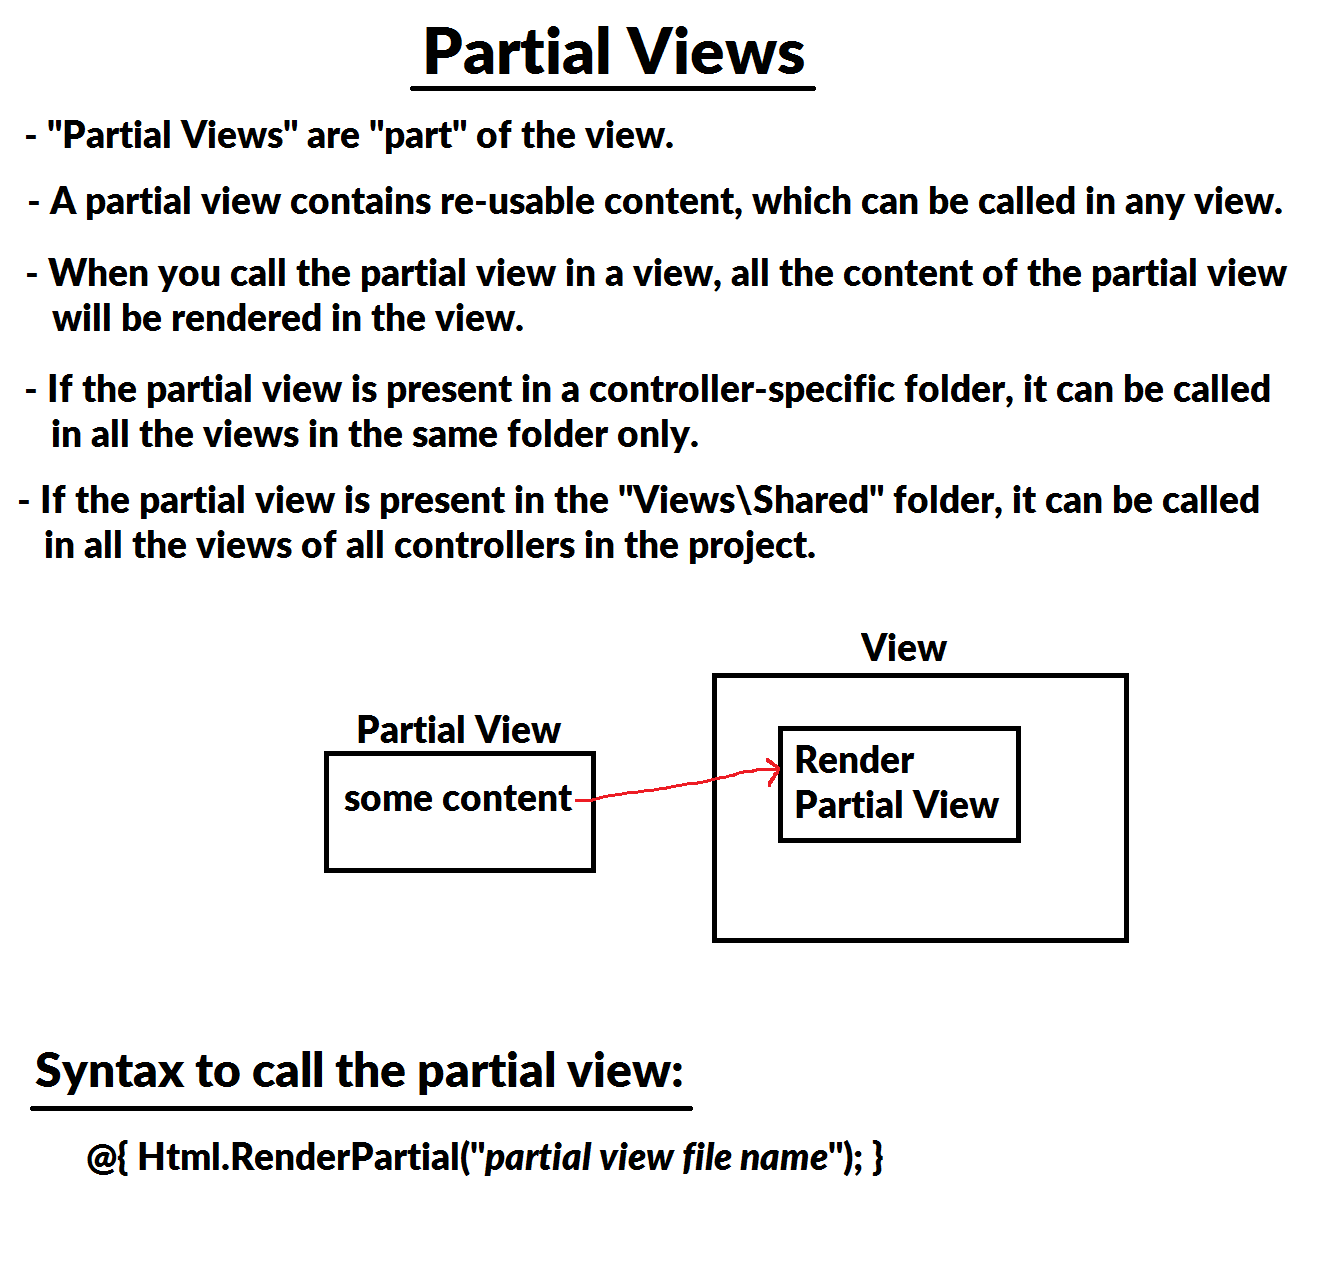 Partial Views
- "Partial Views" are "part" of the view.
- A partial view contains re-usable content, which can be called in any view.
- When you call the partial view in a view, all the content of the partial view
will be rendered in the view.
- If the partial view is present in a controller-specific folder, it can be called
in all the views in the same folder only.
- If the partial view is present in the "Views\Shared" folder, it can be called
in all the views of all controllers in the project.
View
Partial View
some content
Render
Partial View
Syntax to call the partial view:
@{ Html.RenderPartial("partial view file name"); }